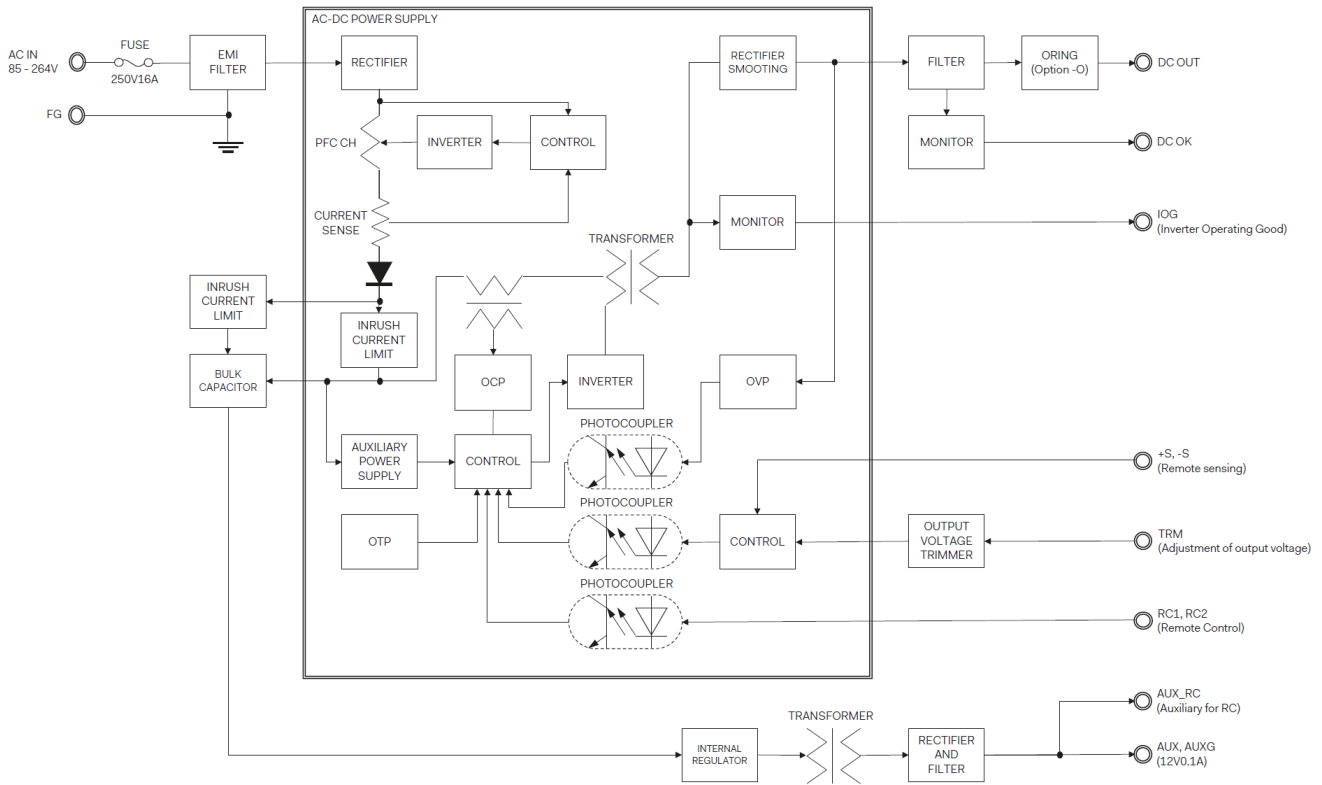 AC-DC POWER SUPPLY
AC IN
85 - 264V
FUSE
250V16A
EMI
FILTER
RECTIFIER
RECTIFIER
SMOOTING
FILTER
ORING
(Option -O)
DC OUT
FG
PFC CH
INVERTER
CONTROL
MONITOR
DC OK
CURRENT
SENSE
TRANSFORMER
MONITOR
IOG
(Inverter Operating Good)
INRUSH
CURRENT
LIMIT
INRUSH
CURRENT
LIMIT
BULK
CAPACITOR
OCP
INVERTER
OVP
PHOTOCOUPLER
AUXILIARY
POWER
SUPPLY
CONTROL
+S, -S
(Remote sensing)
PHOTOCOUPLER
OTP
CONTROL
OUTPUT
VOLTAGE
TRIMMER
TRM
(Adjustment of output voltage)
PHOTOCOUPLER
RC1, RC2
(Remote Control)
AUX_RC
(Auxiliary for RC)
TRANSFORMER
INTERNAL
REGULATOR
RECTIFIER
AND
FILTER
AUX, AUXG
(12V0.1A)